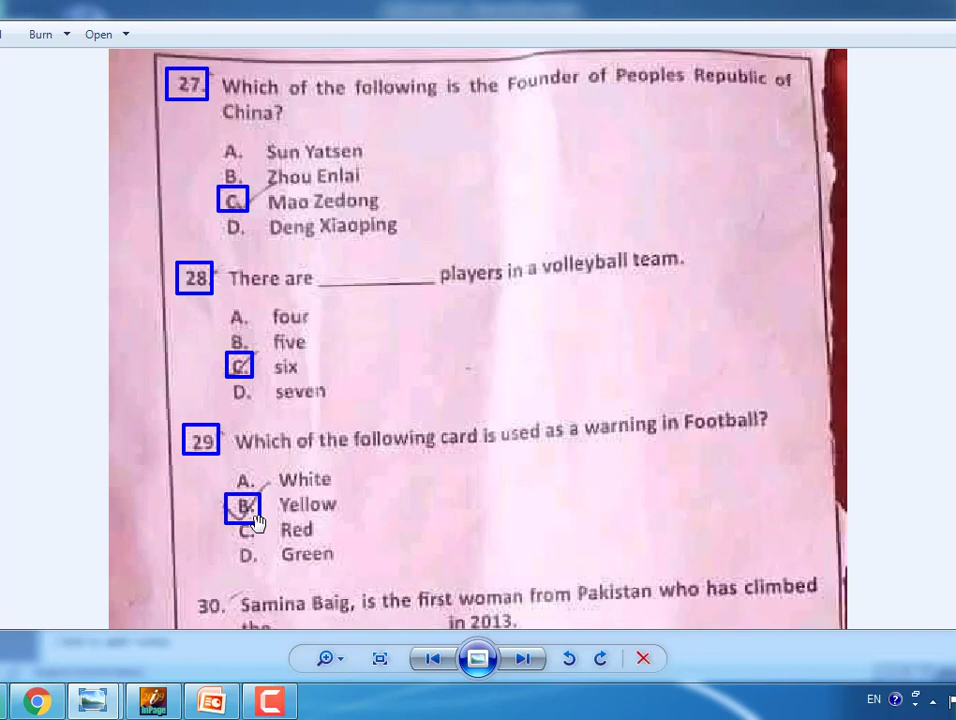 Burn Open
27. Which of the following is the Founder of Peoples Republic of
China?
A. Sun Yatsen
B. Zhou Enlai
C. Mao Zedong
D. Deng Xiaoping
28. There are __________ players in a volleyball team.
A. four
B. five
C. six
D. seven
29 Which of the following card is used as a warning in Football?
A. White
B. Yellow
C. Red
D. Green
30. Samina Baig, is the first woman from Pakistan who has climbed
the __________ in 2013.
InPage
EN